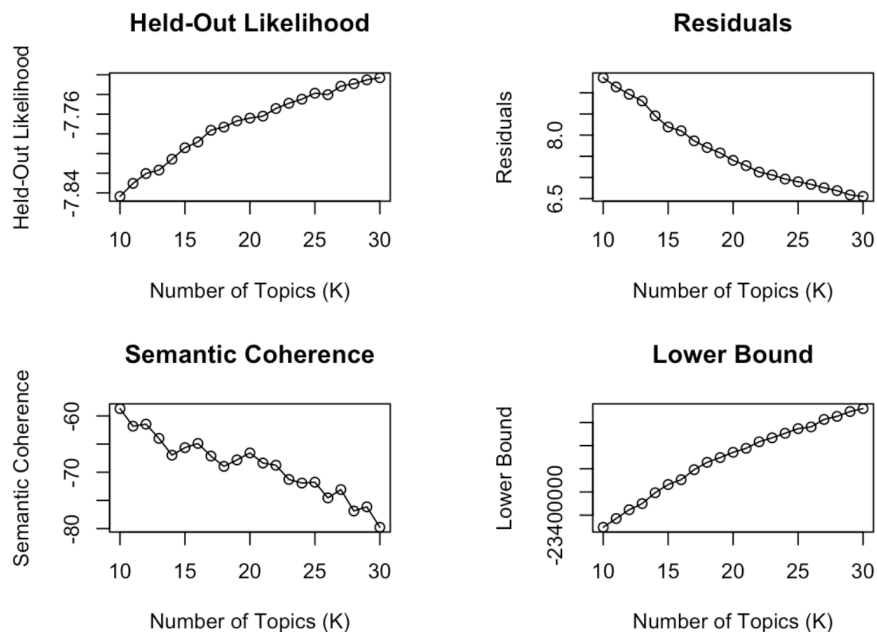 Held-Out Likelihood
Held-Out Likelihood
-7.84
-7.76
10 15 20 25 30
Number of Topics (K)
Residuals
Residuals
6.5
8.0
10 15 20 25 30
Number of Topics (K)
Semantic Coherence
Semantic Coherence
-80
-70
-60
10 15 20 25 30
Number of Topics (K)
Lower Bound
Lower Bound
-23400000
10 15 20 25 30
Number of Topics (K)